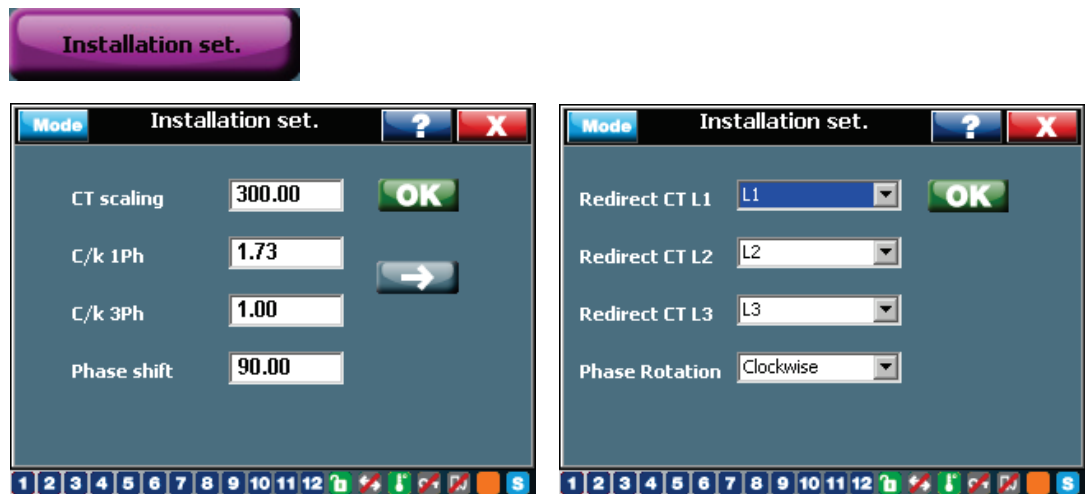 Installation set.
Mode Installation set. ? X
CT scaling 300.00 OK
C/k 1Ph 1.73
C/k 3Ph 1.00
Phase shift 90.00
1 2 3 4 5 6 7 8 9 10 11 12 S
Mode Installation set. ? X
Redirect CT L1 L1 OK
Redirect CT L2 L2
Redirect CT L3 L3
Phase Rotation Clockwise
1 2 3 4 5 6 7 8 9 10 11 12 S